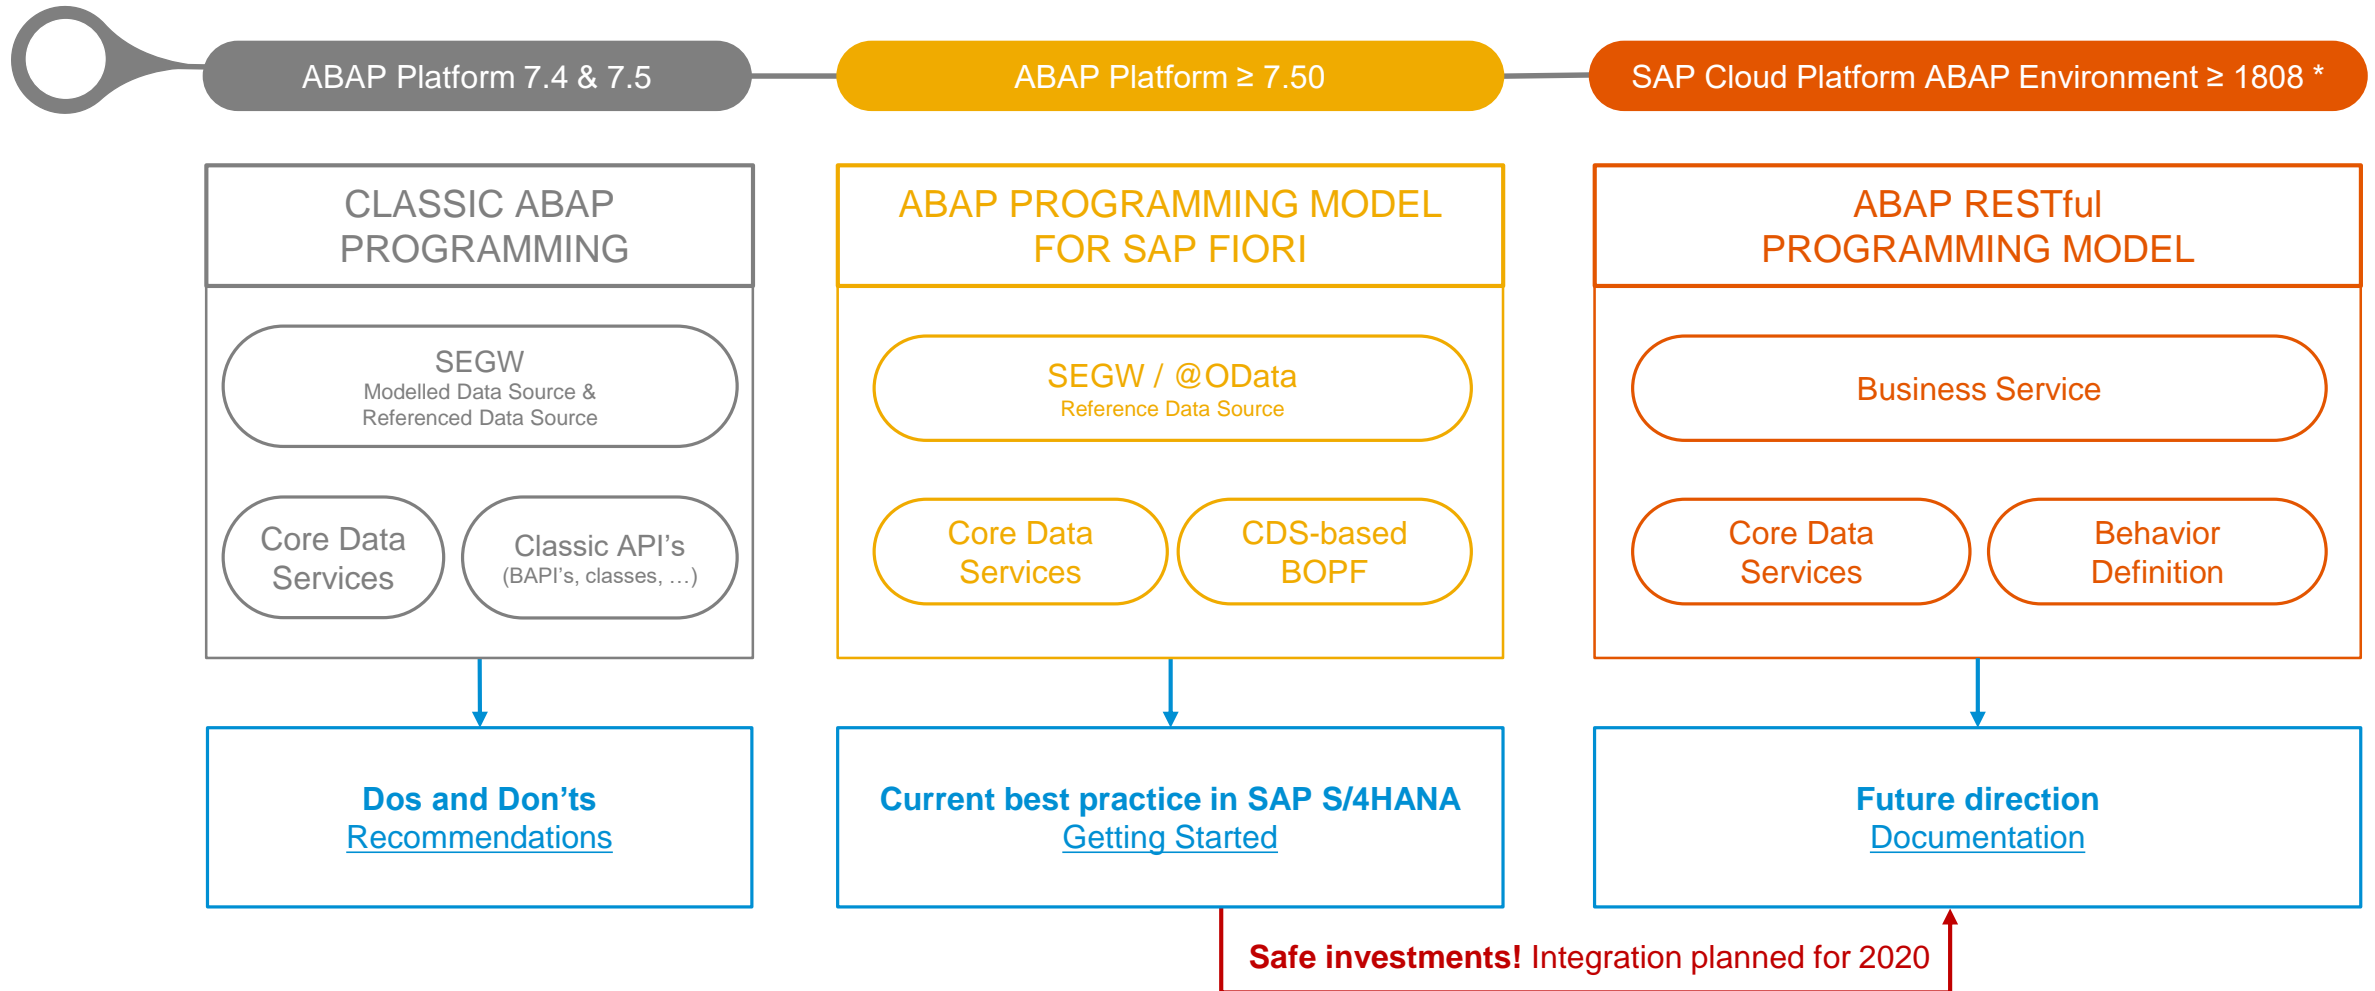 ABAP Platform 7.4 & 7.5
ABAP Platform ≥ 7.50
SAP Cloud Platform ABAP Environment ≥ 1808 *
CLASSIC ABAP
PROGRAMMING
SEGW
Modelled Data Source &
Referenced Data Source
Core Data
Services
Classic API's
(BAPI's, classes, …)
Dos and Don'ts
Recommendations
ABAP PROGRAMMING MODEL
FOR SAP FIORI
SEGW / @OData
Reference Data Source
Core Data
Services
CDS-based
BOPF
Current best practice in SAP S/4HANA
Getting Started
ABAP RESTful
PROGRAMMING MODEL
Business Service
Core Data
Services
Behavior
Definition
Future direction
Documentation
Safe investments! Integration planned for 2020